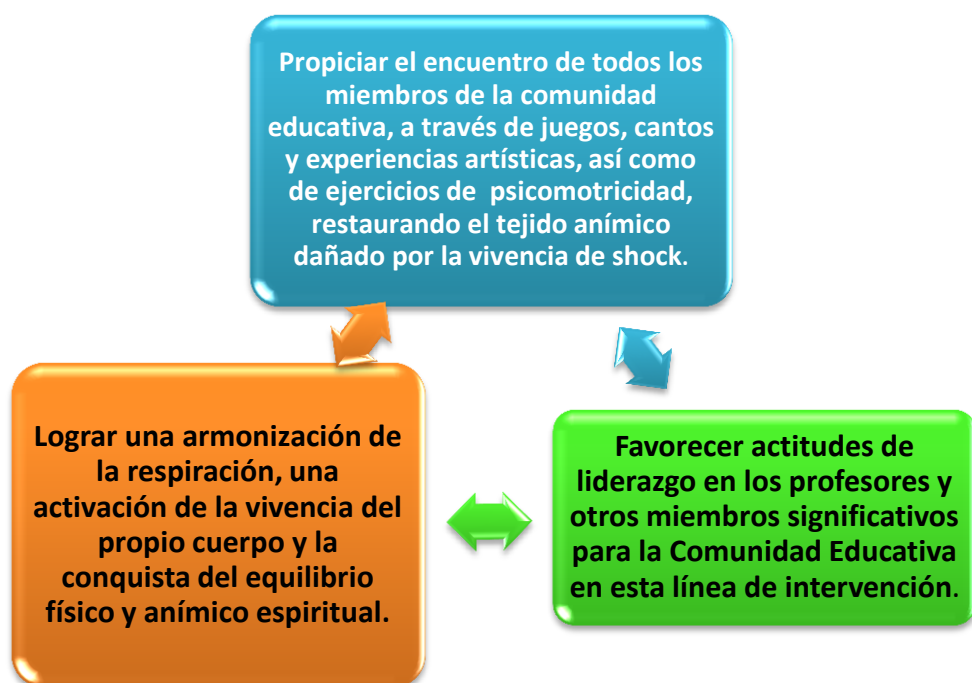 Propiciar el encuentro de todos los
miembros de la comunidad
educativa, a través de juegos, cantos
y experiencias artísticas, así como
de ejercicios de  psicomotricidad,
restaurando el tejido anímico
dañado por la vivencia de shock.
Lograr una armonización de
la respiración, una
activación de la vivencia del
propio cuerpo y la
conquista del equilibrio
físico y anímico espiritual.
Favorecer actitudes de
liderazgo en los profesores y
otros miembros significativos
para la Comunidad Educativa
en esta línea de intervención.